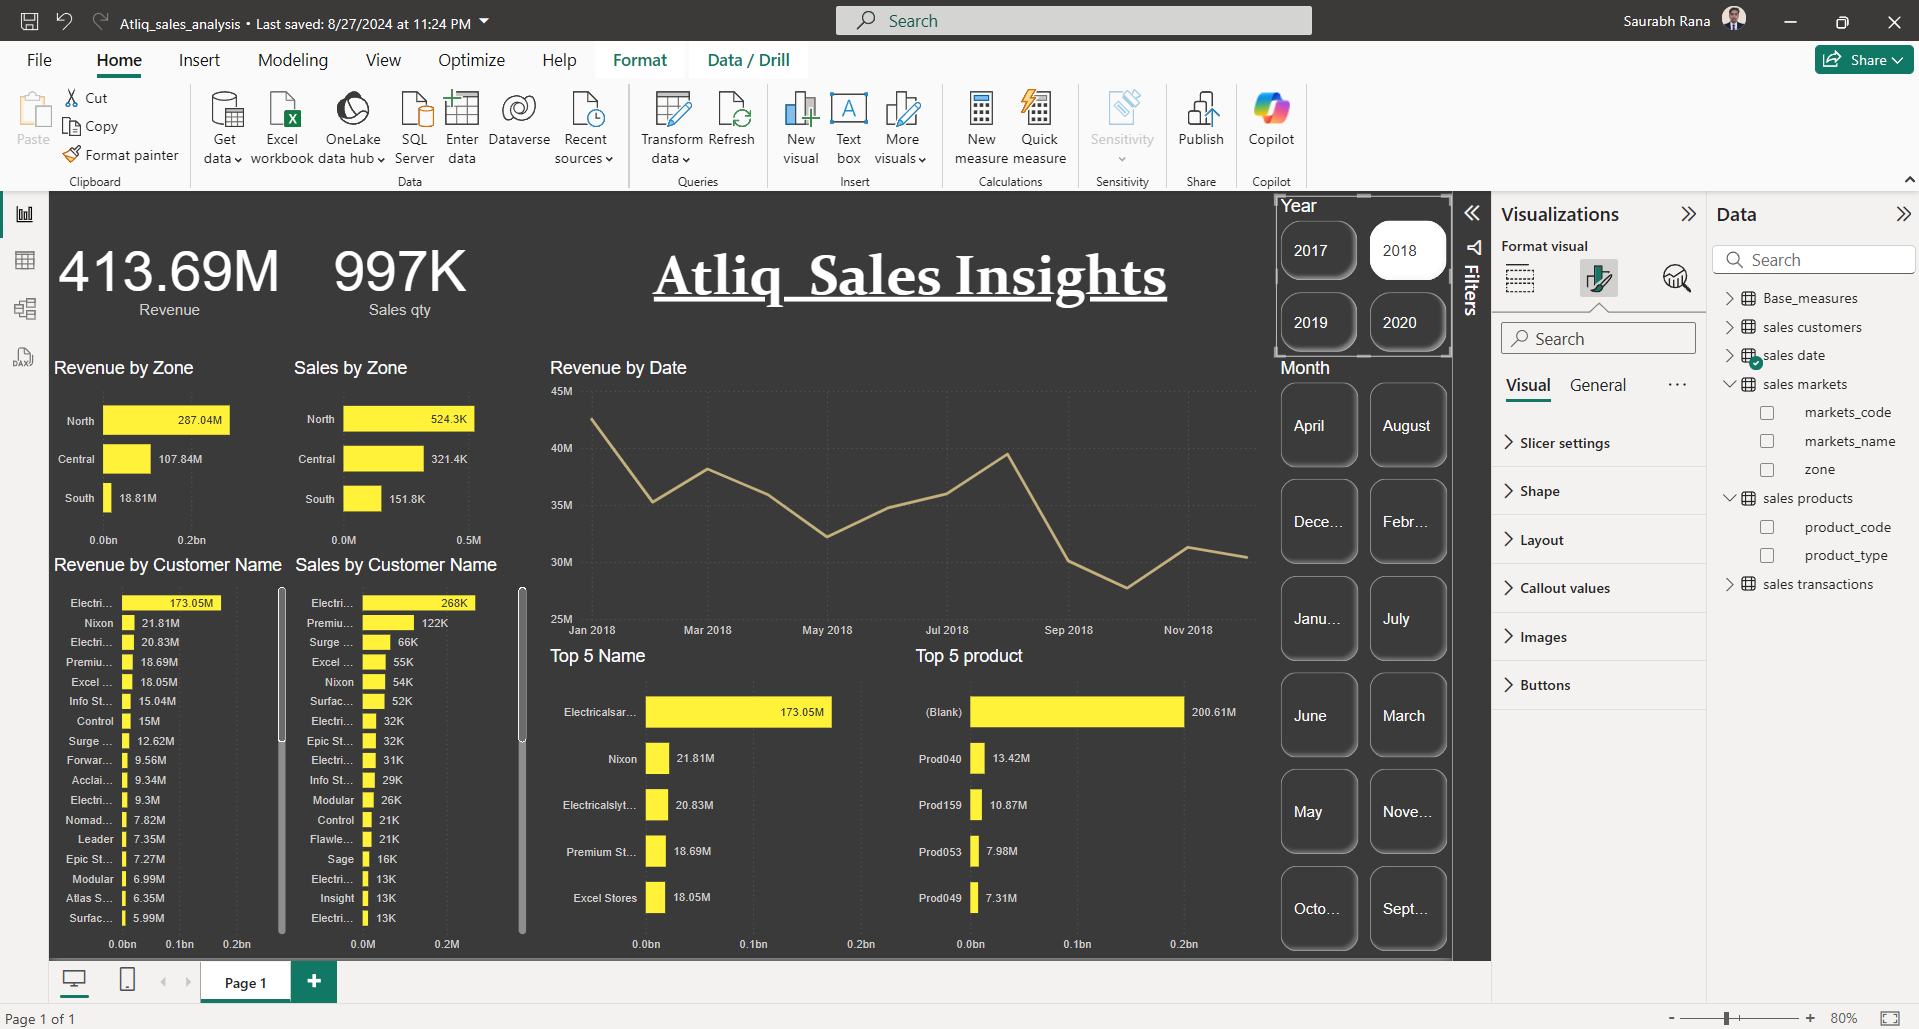 Atliq_sales_analysis • Last saved: 8/27/2024 at 11:24 PM
Search
Saurabh Rana
File Home Insert Modeling View Optimize Help Format Data / Drill
Share
Paste
Cut
Copy
Format painter
Clipboard
Get data
Excel workbook
OneLake data hub
SQL Server
Enter data
Dataverse
Recent sources
Data
Transform data
Refresh
Queries
New visual
Text box
More visuals
Insert
New measure
Quick measure
Calculations
Sensitivity
Sensitivity
Publish
Share
Copilot
Copilot
DAX
413.69M
Revenue
997K
Sales qty
Atliq Sales Insights
Year
2017 2018
2019 2020
Revenue by Zone
North 287.04M
Central 107.84M
South 18.81M
0.0bn 0.2bn
Sales by Zone
North 524.3K
Central 321.4K
South 151.8K
0.0M 0.5M
Revenue by Date
45M
40M
35M
30M
25M
Jan 2018 Mar 2018 May 2018 Jul 2018 Sep 2018 Nov 2018
Revenue by Customer Name
Electri... 173.05M
Nixon 21.81M
Electri... 20.83M
Premiu... 18.69M
Excel ... 18.05M
Info St... 15.04M
Control 15M
Surge ... 12.62M
Forwar... 9.56M
Acclai... 9.34M
Electri... 9.3M
Nomad... 7.82M
Leader 7.35M
Epic St... 7.27M
Modular 6.99M
Atlas S... 6.35M
Surfac... 5.99M
0.0bn 0.1bn 0.2bn
Sales by Customer Name
Electri... 268K
Premiu... 122K
Surge ... 66K
Excel ... 55K
Nixon 54K
Surfac... 52K
Electri... 32K
Epic St... 32K
Electri... 31K
Info St... 29K
Modular 26K
Control 21K
Flawle... 21K
Sage 16K
Electri... 13K
Insight 13K
Electri... 13K
0.0M 0.2M
Top 5 Name
Electricalsar... 173.05M
Nixon 21.81M
Electricalslyt... 20.83M
Premium St... 18.69M
Excel Stores 18.05M
0.0bn 0.1bn 0.2bn
Top 5 product
(Blank) 200.61M
Prod040 13.42M
Prod159 10.87M
Prod053 7.98M
Prod049 7.31M
0.0bn 0.1bn 0.2bn
Month
April August
Dece... Febr...
Janu... July
June March
May Nove...
Octo... Sept...
Filters
Visualizations
Format visual
Search
Visual General ...
Slicer settings
Shape
Layout
Callout values
Images
Buttons
Data
Search
Base_measures
sales customers
sales date
sales markets
markets_code
markets_name
zone
sales products
product_code
product_type
sales transactions
Page 1
+
Page 1 of 1
- + 80%